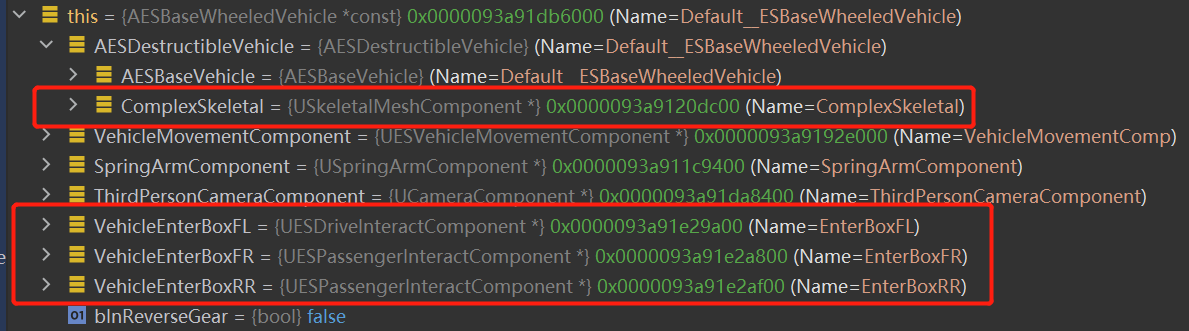 this = {AESBaseWheeledVehicle *const} 0x0000093a91db6000 (Name=Default__ESBaseWheeledVehicle)
AESDestructibleVehicle = {AESDestructibleVehicle} (Name=Default__ESBaseWheeledVehicle)
AESBaseVehicle = {AESBaseVehicle} (Name=Default__ESBaseWheeledVehicle)
ComplexSkeletal = {USkeletalMeshComponent *} 0x0000093a9120dc00 (Name=ComplexSkeletal)
VehicleMovementComponent = {UESVehicleMovementComponent *} 0x0000093a9192e000 (Name=VehicleMovementComp)
SpringArmComponent = {USpringArmComponent *} 0x0000093a911c9400 (Name=SpringArmComponent)
ThirdPersonCameraComponent = {UCameraComponent *} 0x0000093a91da8400 (Name=ThirdPersonCameraComponent)
VehicleEnterBoxFL = {UESDriveInteractComponent *} 0x0000093a91e29a00 (Name=EnterBoxFL)
VehicleEnterBoxFR = {UESPassengerInteractComponent *} 0x0000093a91e2a800 (Name=EnterBoxFR)
VehicleEnterBoxRR = {UESPassengerInteractComponent *} 0x0000093a91e2af00 (Name=EnterBoxRR)
01 bInReverseGear = {bool} false